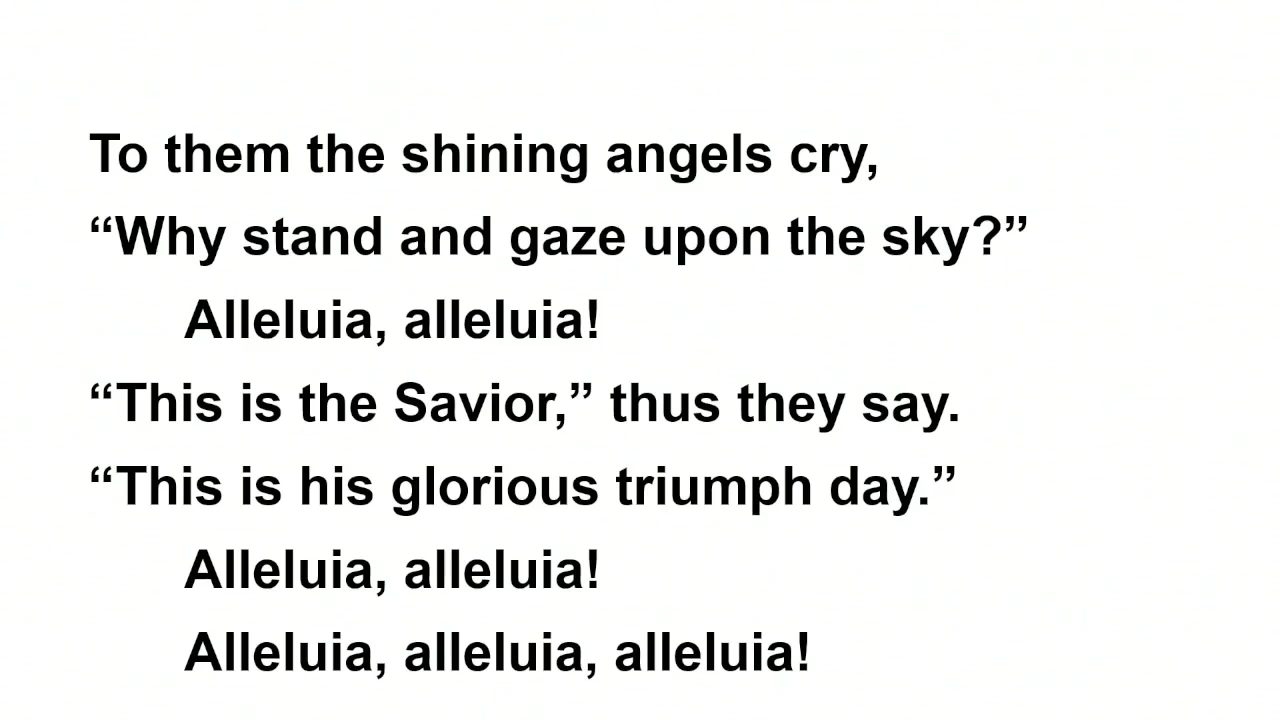 To them the shining angels cry,
“Why stand and gaze upon the sky?”
Alleluia, alleluia!
“This is the Savior,” thus they say.
“This is his glorious triumph day.”
Alleluia, alleluia!
Alleluia, alleluia, alleluia!